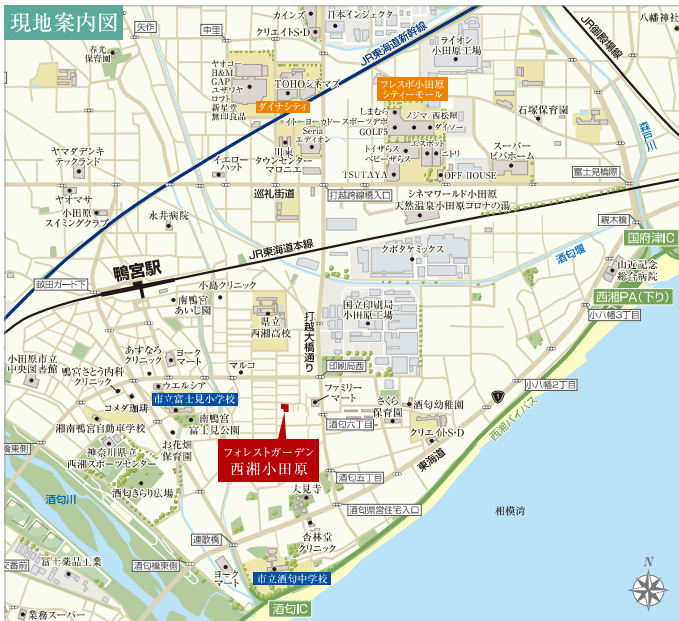 現地案内図
矢作
中里
カインズ
クリエイトS・D
日本インジェクタ
JR東海道新幹線
ライオン
小田原工場
JR御殿場線
八幡神社
春光
保育園
ヤオコー
H&M
GAP
ユザワヤ
ロフト
新星堂
無印良品
TOHOシネマズ
ダイナシティ
イトーヨーカドー
フレスポ小田原
シティーモール
しまむら
スポーツデポ
GOLF5
ノジマ
西松屋
ダイソー
エスポット
石塚保育園
森戸川
ヤマダデンキ
テックランド
イエロー
ハット
川東
タウンセンター
マロニエ
Seria
エディオン
トイザらス
ベビーザらス
ニトリ
TSUTAYA
OFF HOUSE
スーパー
ビバホーム
富士見橋際
ヤオマサ
小田原
スイミングクラブ
巡礼街道
打越跨線橋入口
シネマワールド小田原
天然温泉小田原コロナの湯
永井病院
親木橋
国府津IC
JR東海道本線
クボタケミックス
酒匂堰
山近記念
総合病院
鴨宮駅
西湘PA(下り)
畝田ガード下
小島クリニック
南鴨宮
あいじ園
国立印刷局
小田原工場
小八幡3丁目
県立
西湘高校
打越大橋通り
あすなろ
クリニック
ヨーク
マート
マルコ
印刷局西
小田原市立
中央図書館
鴨宮さとう内科
クリニック
ウエルシア
ファミリー
マート
さくら
保育園
小八幡2丁目
1
コメダ珈琲
市立富士見小学校
酒匂幼稚園
湘南鴨宮自動車学校
南鴨宮
富士見公園
酒匂六丁目
クリエイトS・D
西湘バイパス
お花畑
保育園
神奈川県立
西湘スポーツセンター
フォレストガーデン
西湘小田原
東海道
酒匂橋東側
酒匂きらり広場
酒匂五丁目
大見寺
酒匂川
酒匂県営住宅入口
相模湾
連歌橋
杏林堂
クリニック
交番前
富士薬品工業
酒匂橋東側
ヨーク
マート
市立酒匂中学校
N
酒匂IC
業務スーパー